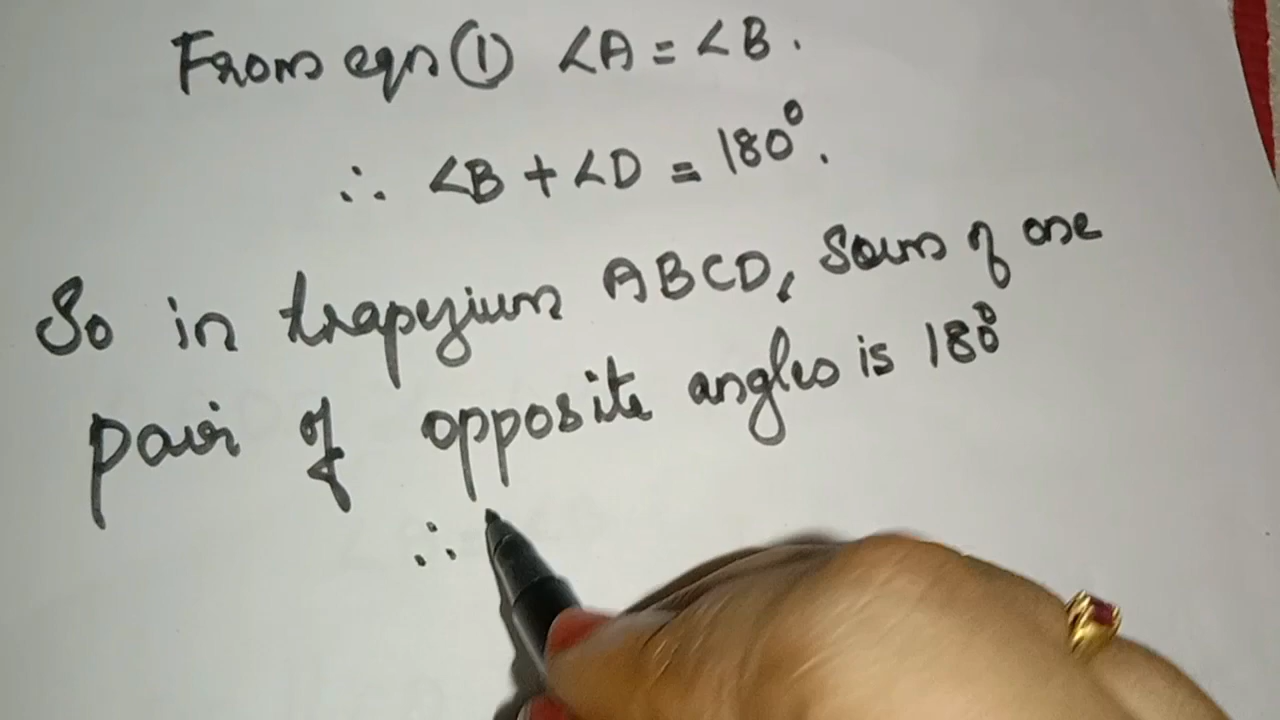 From eqn (1) ∠A = ∠B.
∴ ∠B + ∠D = 180°.
So in trapezium ABCD, Sum of one
pair of opposite angles is 180°
∴